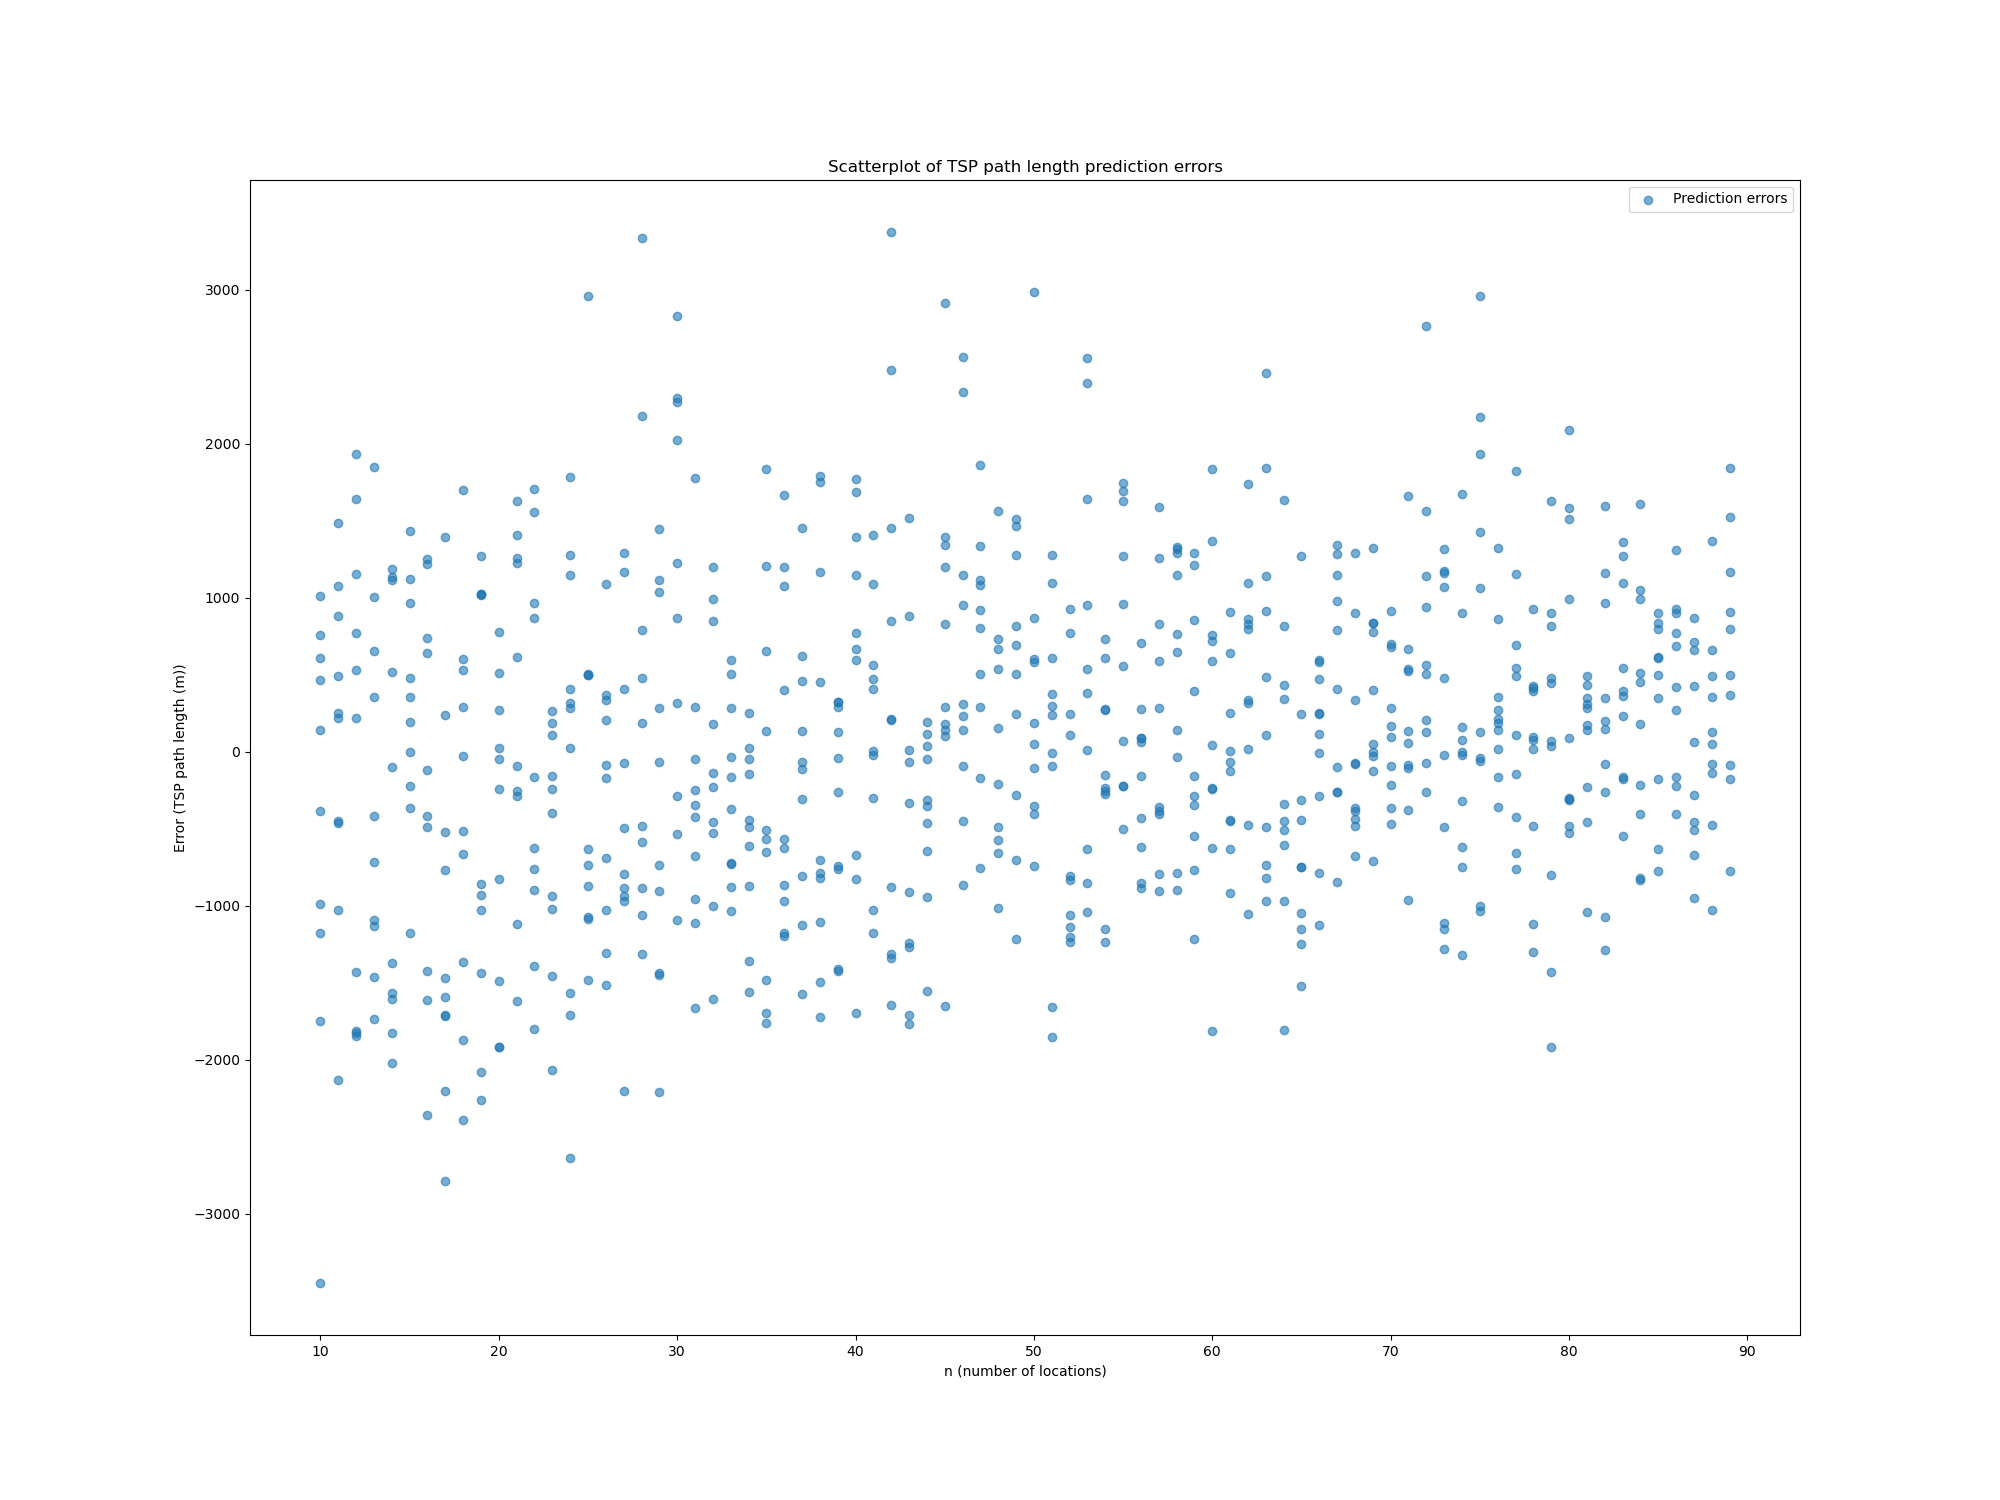 Scatterplot of TSP path length prediction errors
Prediction errors
3000
2000
1000
0
−1000
−2000
−3000
Error (TSP path length (m))
10 20 30 40 50 60 70 80 90
n (number of locations)